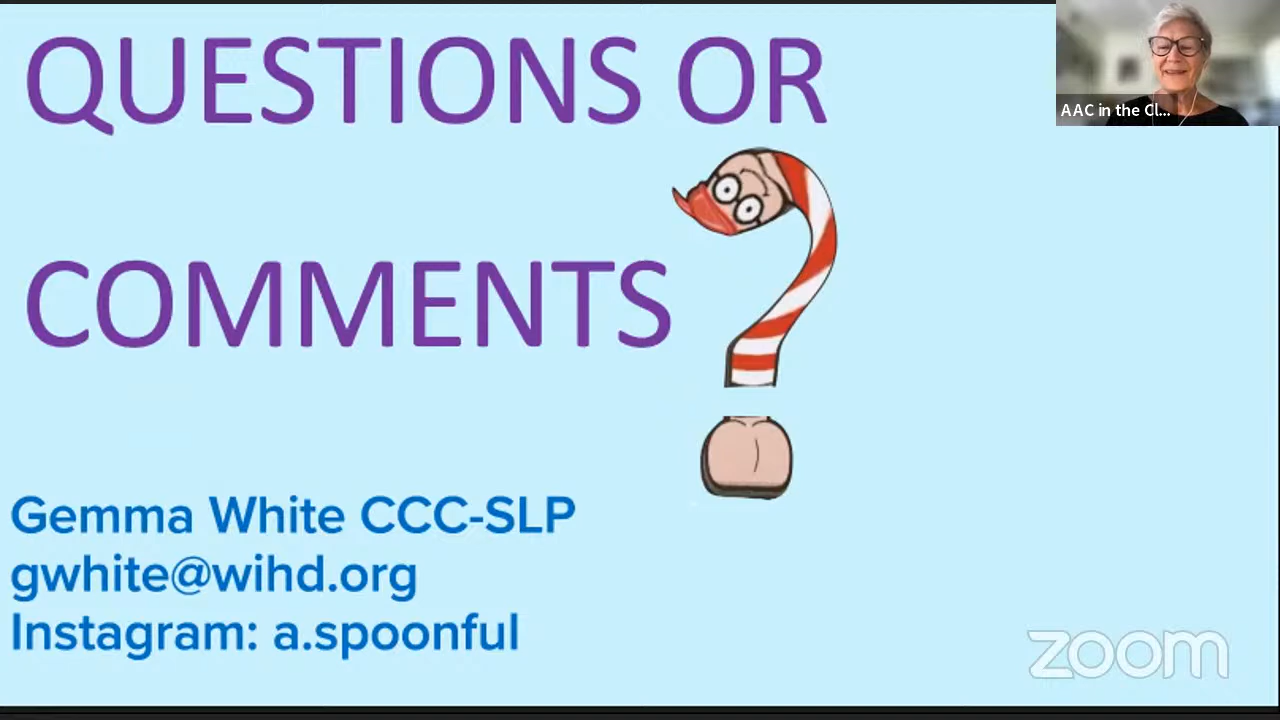 QUESTIONS OR
AAC in the Cl...
COMMENTS?
Gemma White CCC-SLP
gwhite@wihd.org
Instagram: a.spoonful
zoom